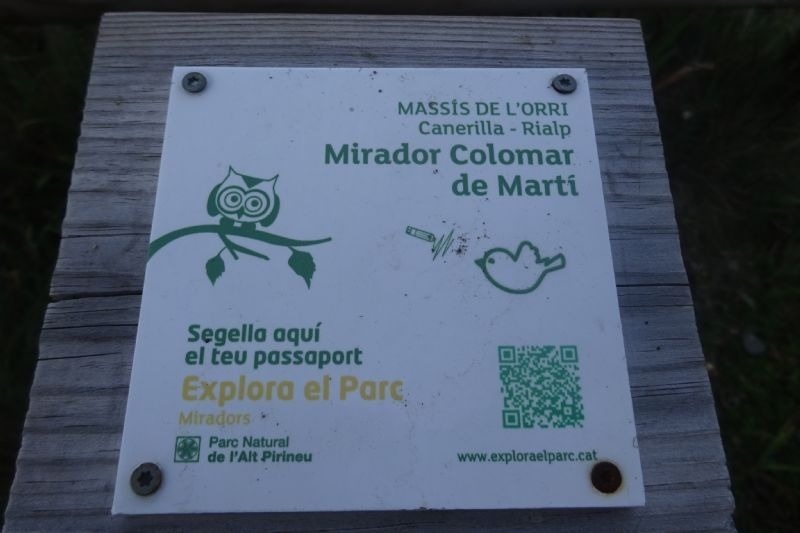 MASSÍS DE L'ORRI
Canerilla - Rialp
Mirador Colomar
de Martí
Segella aquí
el teu passaport
Explora el Parc
Miradors
Parc Natural
de l'Alt Pirineu
www.exploraelparc.cat